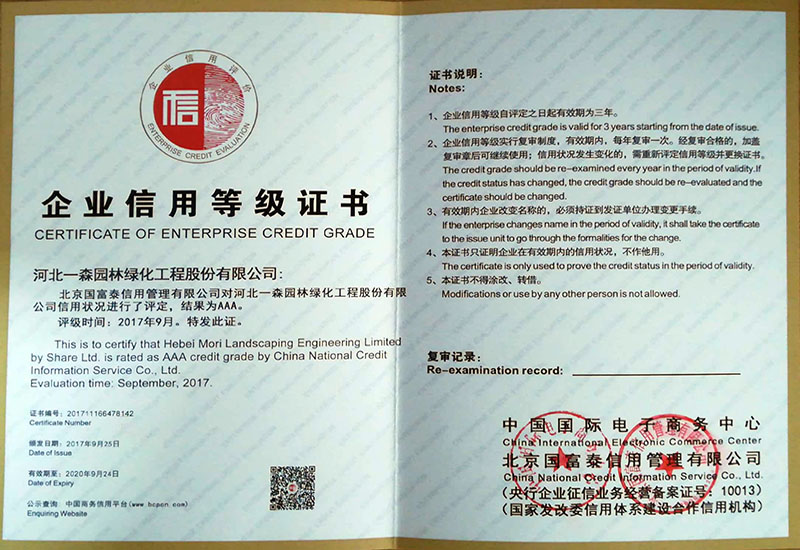 企业信用评价
信
ENTERPRISE CREDIT EVALUATION
企业信用等级证书
CERTIFICATE OF ENTERPRISE CREDIT GRADE
河北一森园林绿化工程股份有限公司:
北京国富泰信用管理有限公司对河北一森园林绿化工程股份有限
公司信用状况进行了评定，结果为AAA。
评级时间：2017年9月。特发此证。
This is to certify that Hebei Mori Landscaping Engineering Limited
by Share Ltd. is rated as AAA credit grade by China National Credit
Information Service Co., Ltd.
Evaluation time: September, 2017.
证书编号：201711166478142
Certificate Number
颁发日期：2017年9月25日
Date of Issue
有效期至：2020年9月24日
Date of Expiry
公示查询：中国商务信用平台(www.bcpcn.com)
Enquiring Website
证书说明：
Notes:
1、企业信用等级自评定之日起有效期为三年。
The enterprise credit grade is valid for 3 years starting from the date of issue.
2、企业信用等级实行复审制度，有效期内，每年复审一次。经复审合格的，加盖
复审章后可继续使用；信用状况发生变化的，需重新评定信用等级并更换证书。
The credit grade should be re-examined every year in the period of validity.If
the credit status has changed, the credit grade should be re-evaluated and the
certificate should be changed.
3、有效期内企业改变名称的，必须持证到发证单位办理变更手续。
If the enterprise changes name in the period of validity, it shall take the certificate
to the issue unit to go through the formalities for the change.
4、本证书只证明企业在有效期内的信用状况，不作他用。
The certificate is only used to prove the credit status in the period of validity.
5、本证书不得涂改、转借。
Modifications or use by any other person is not allowed.
复审记录：
Re-examination record:
中国国际电子商务中心
China International Electronic Commerce Center
北京国富泰信用管理有限公司
China National Credit Information Service Co., Ltd.
（央行企业征信业务经营备案证号 10013）
（国家发改委信用体系建设合作信用机构）